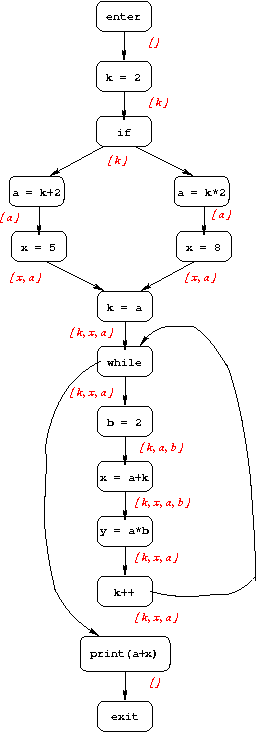 enter
[]
k = 2
[k]
if
[k]
a = k+2
a = k*2
[a]
[a]
x = 5
x = 8
[x,a]
[x,a]
k = a
[k,x,a]
while
[k,x,a]
b = 2
[k,a,b]
x = a+k
[k,x,a,b]
y = a*b
[k,x,a]
k++
[k,x,a]
print(a+x)
[]
exit